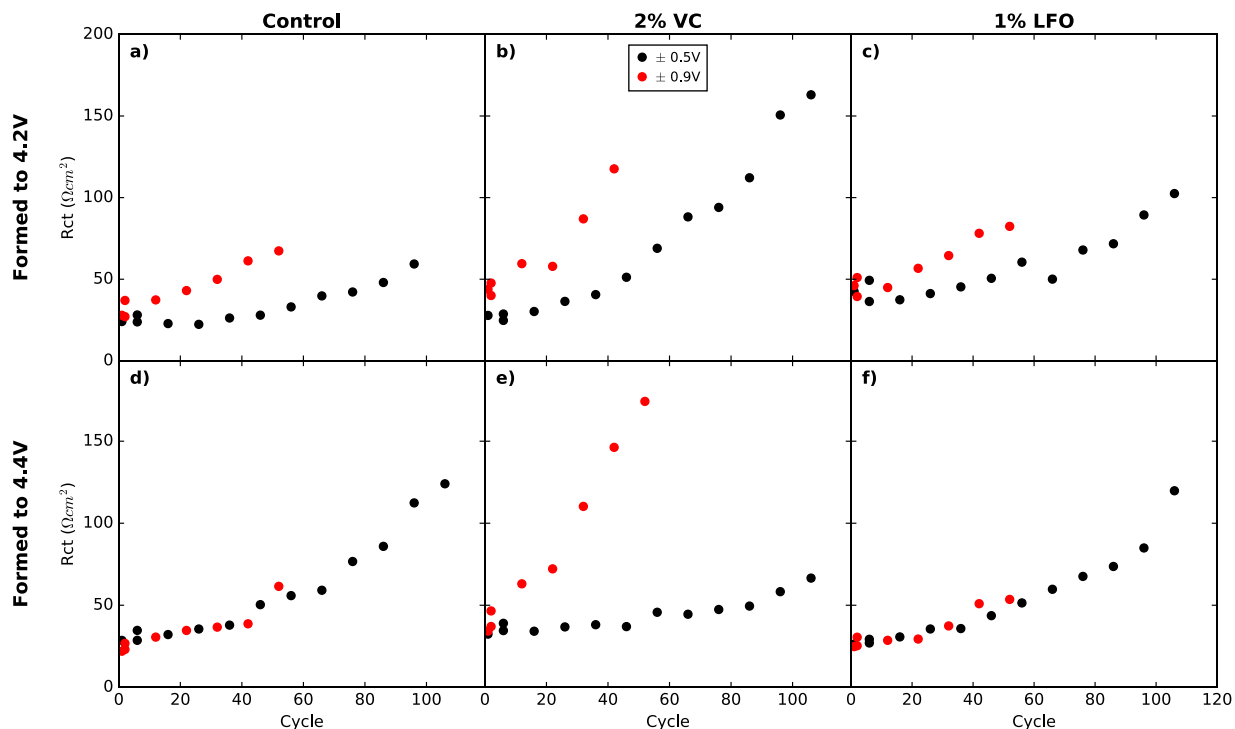 Control
2% VC
1% LFO
Formed to 4.2V
Rct (Ωcm²)
200
150
100
50
0
a)
b)
± 0.5V
± 0.9V
c)
Formed to 4.4V
Rct (Ωcm²)
150
100
50
0
d)
e)
f)
0 20 40 60 80 100
0 20 40 60 80 100
0 20 40 60 80 100 120
Cycle
Cycle
Cycle